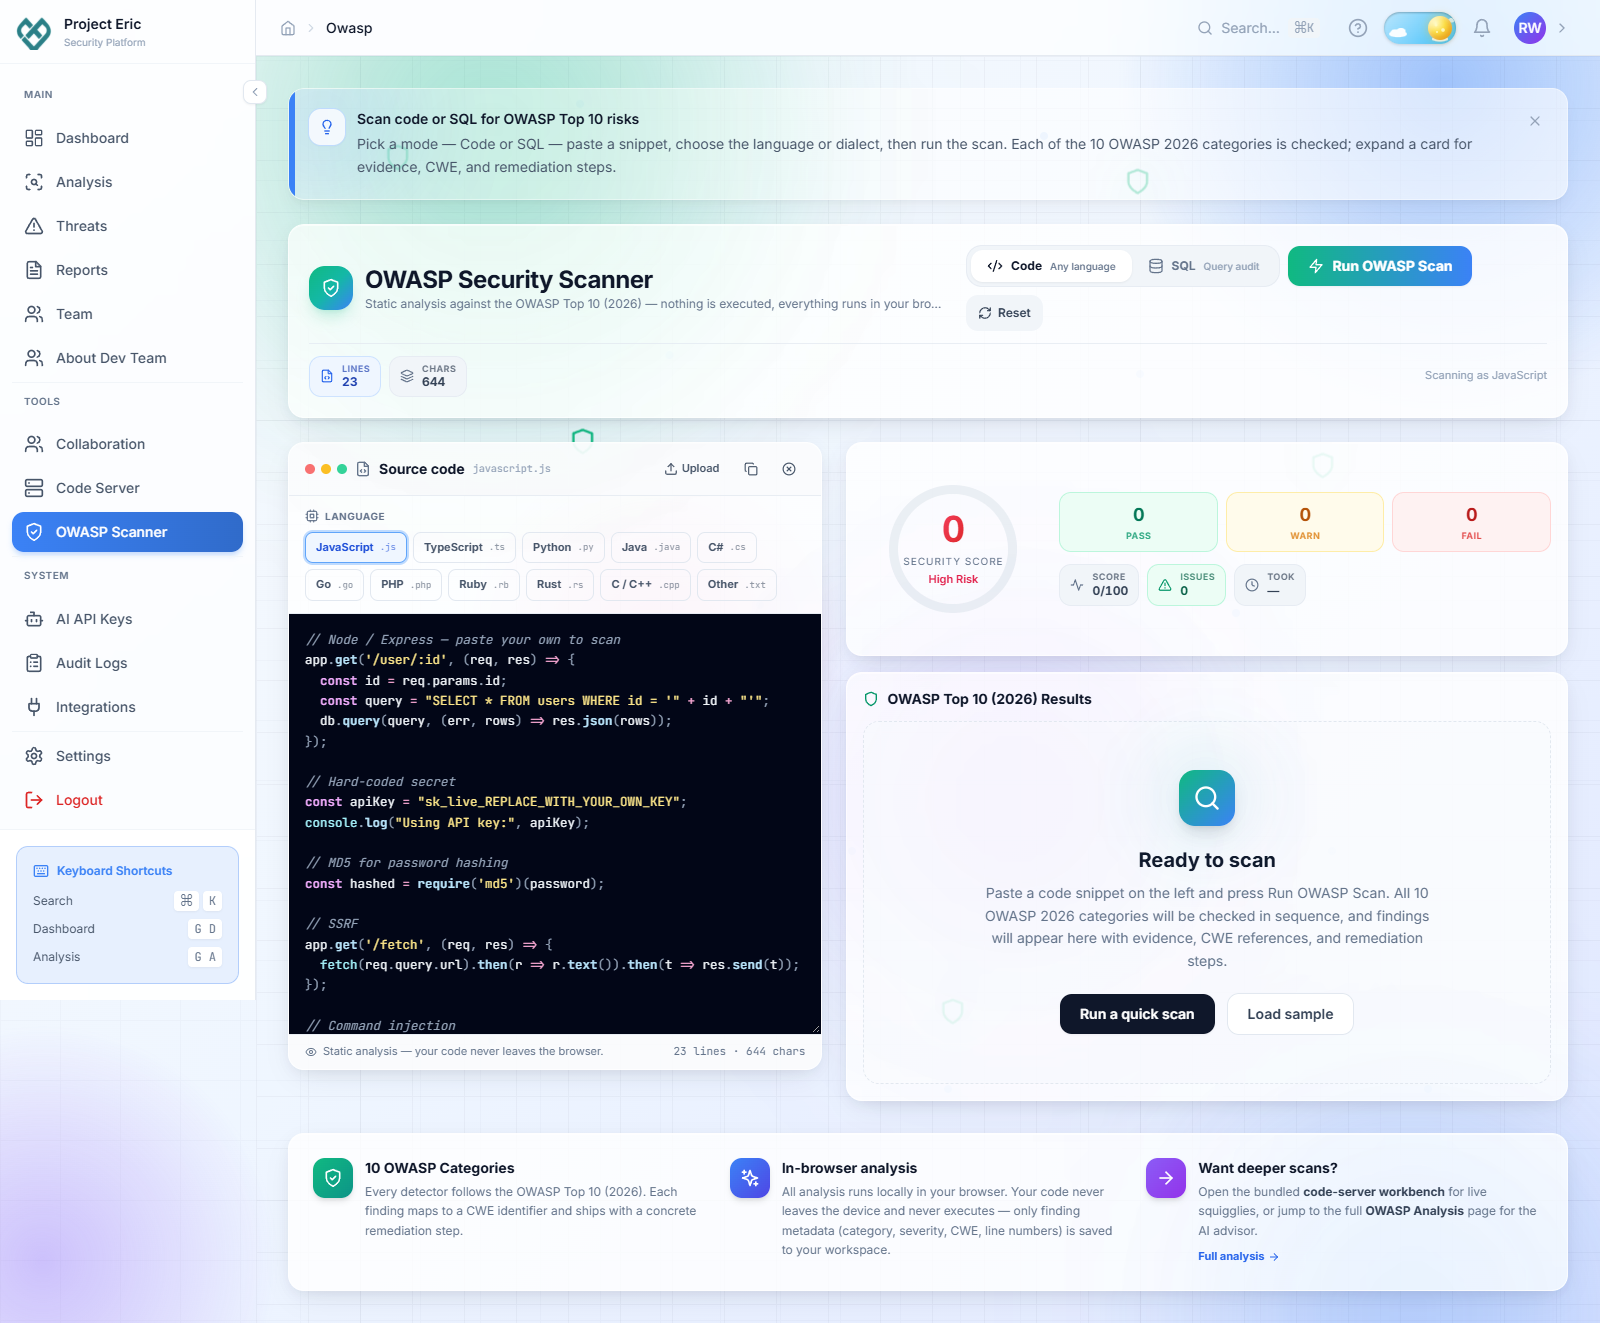 Project Eric
Security Platform
MAIN
Dashboard
Analysis
Threats
Reports
Team
About Dev Team
TOOLS
Collaboration
Code Server
OWASP Scanner
SYSTEM
AI API Keys
Audit Logs
Integrations
Settings
Logout
Keyboard Shortcuts
Search ⌘ K
Dashboard G D
Analysis G A
Owasp
Search... ⌘K
RW
Scan code or SQL for OWASP Top 10 risks
Pick a mode — Code or SQL — paste a snippet, choose the language or dialect, then run the scan. Each of the 10 OWASP 2026 categories is checked; expand a card for
evidence, CWE, and remediation steps.
OWASP Security Scanner
Static analysis against the OWASP Top 10 (2026) — nothing is executed, everything runs in your bro...
Code Any language
SQL Query audit
Run OWASP Scan
Reset
LINES
23
CHARS
644
Scanning as JavaScript
Source code javascript.js
Upload
LANGUAGE
JavaScript .js
TypeScript .ts
Python .py
Java .java
C# .cs
Go .go
PHP .php
Ruby .rb
Rust .rs
C / C++ .cpp
Other .txt
// Node / Express — paste your own to scan
app.get('/user/:id', (req, res) => {
  const id = req.params.id;
  const query = "SELECT * FROM users WHERE id = '" + id + "'";
  db.query(query, (err, rows) => res.json(rows));
});
// Hard-coded secret
const apiKey = "sk_live_REPLACE_WITH_YOUR_OWN_KEY";
console.log("Using API key:", apiKey);
// MD5 for password hashing
const hashed = require('md5')(password);
// SSRF
app.get('/fetch', (req, res) => {
  fetch(req.query.url).then(r => r.text()).then(t => res.send(t));
});
// Command injection
Static analysis — your code never leaves the browser.
23 lines · 644 chars
0
SECURITY SCORE
High Risk
0
PASS
0
WARN
0
FAIL
SCORE
0/100
ISSUES
0
TOOK
—
OWASP Top 10 (2026) Results
Ready to scan
Paste a code snippet on the left and press Run OWASP Scan. All 10
OWASP 2026 categories will be checked in sequence, and findings
will appear here with evidence, CWE references, and remediation
steps.
Run a quick scan
Load sample
10 OWASP Categories
Every detector follows the OWASP Top 10 (2026). Each
finding maps to a CWE identifier and ships with a concrete
remediation step.
In-browser analysis
All analysis runs locally in your browser. Your code never
leaves the device and never executes — only finding
metadata (category, severity, CWE, line numbers) is saved
to your workspace.
Want deeper scans?
Open the bundled code-server workbench for live
squigglies, or jump to the full OWASP Analysis page for the
AI advisor.
Full analysis →